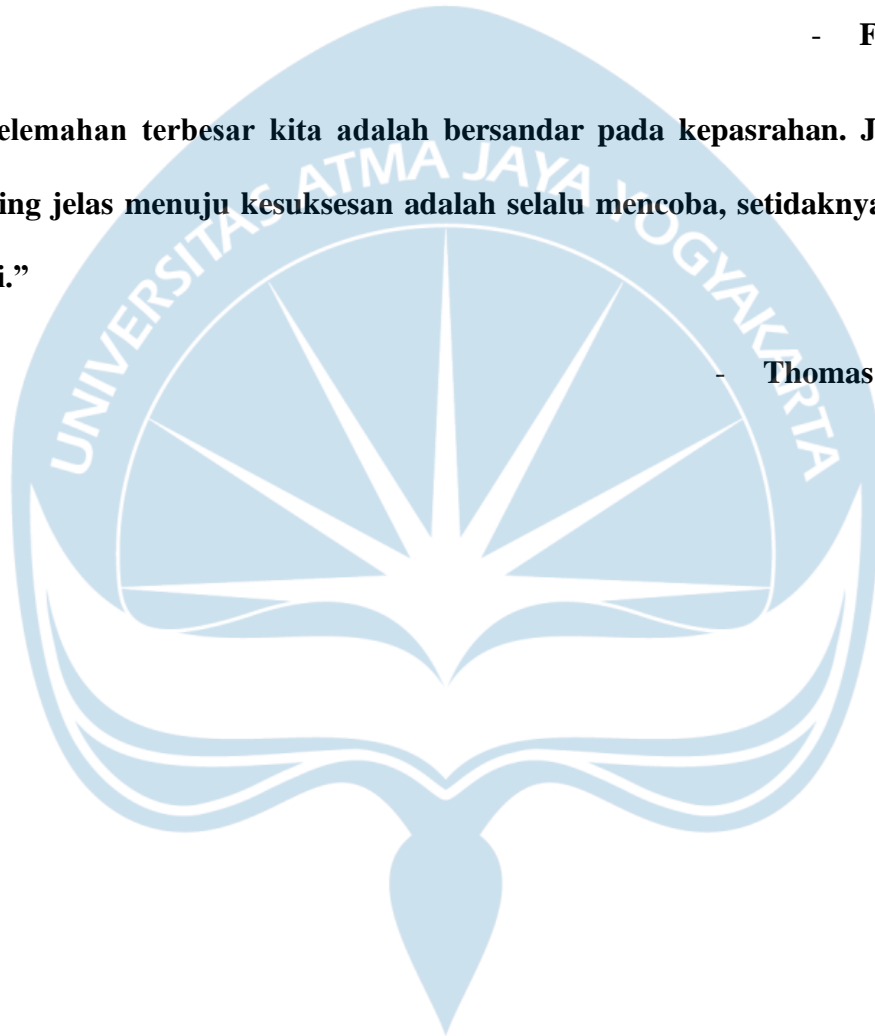 - F
elemahan terbesar kita adalah bersandar pada kepasrahan. J
ing jelas menuju kesuksesan adalah selalu mencoba, setidaknya
i.”
- Thomas
UNIVERSITAS ATMA JAYA YOGYAKARTA